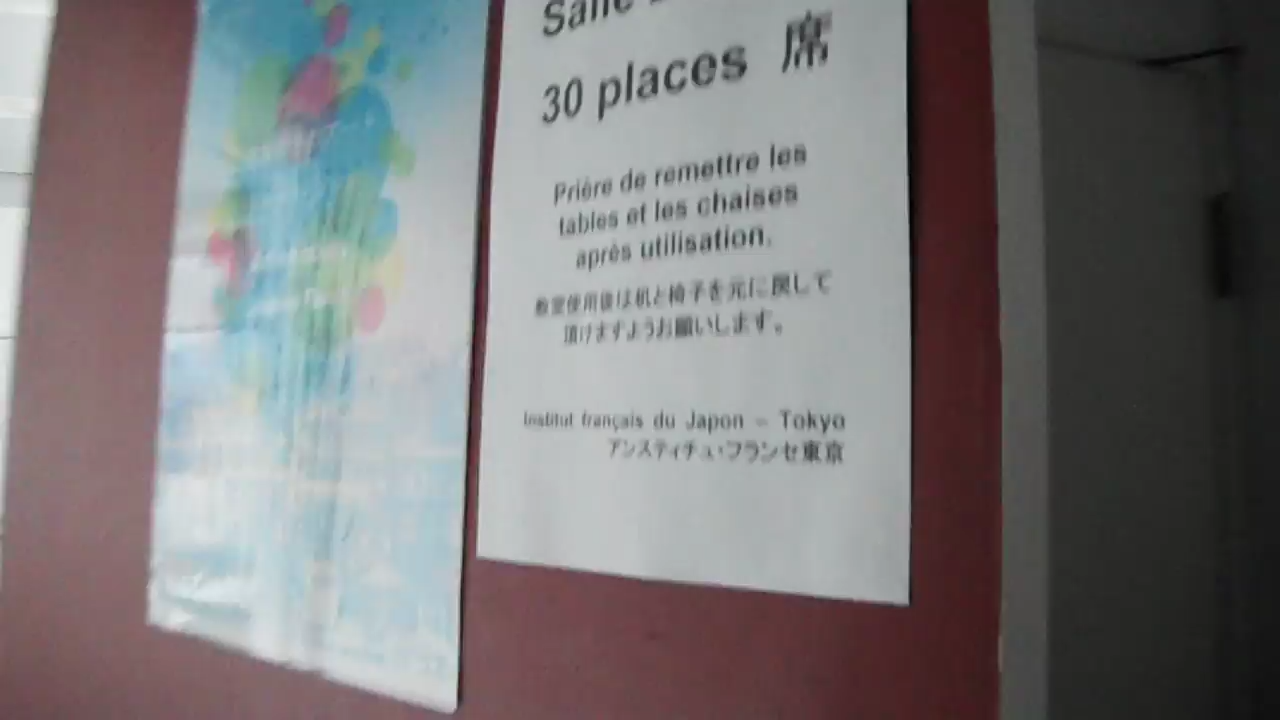 Salle
30 places 席
Prière de remettre les
tables et les chaises
après utilisation.
教室使用後は机と椅子を元に戻して
頂けますようお願いします。
Institut français du Japon – Tokyo
アンスティチュ・フランセ東京